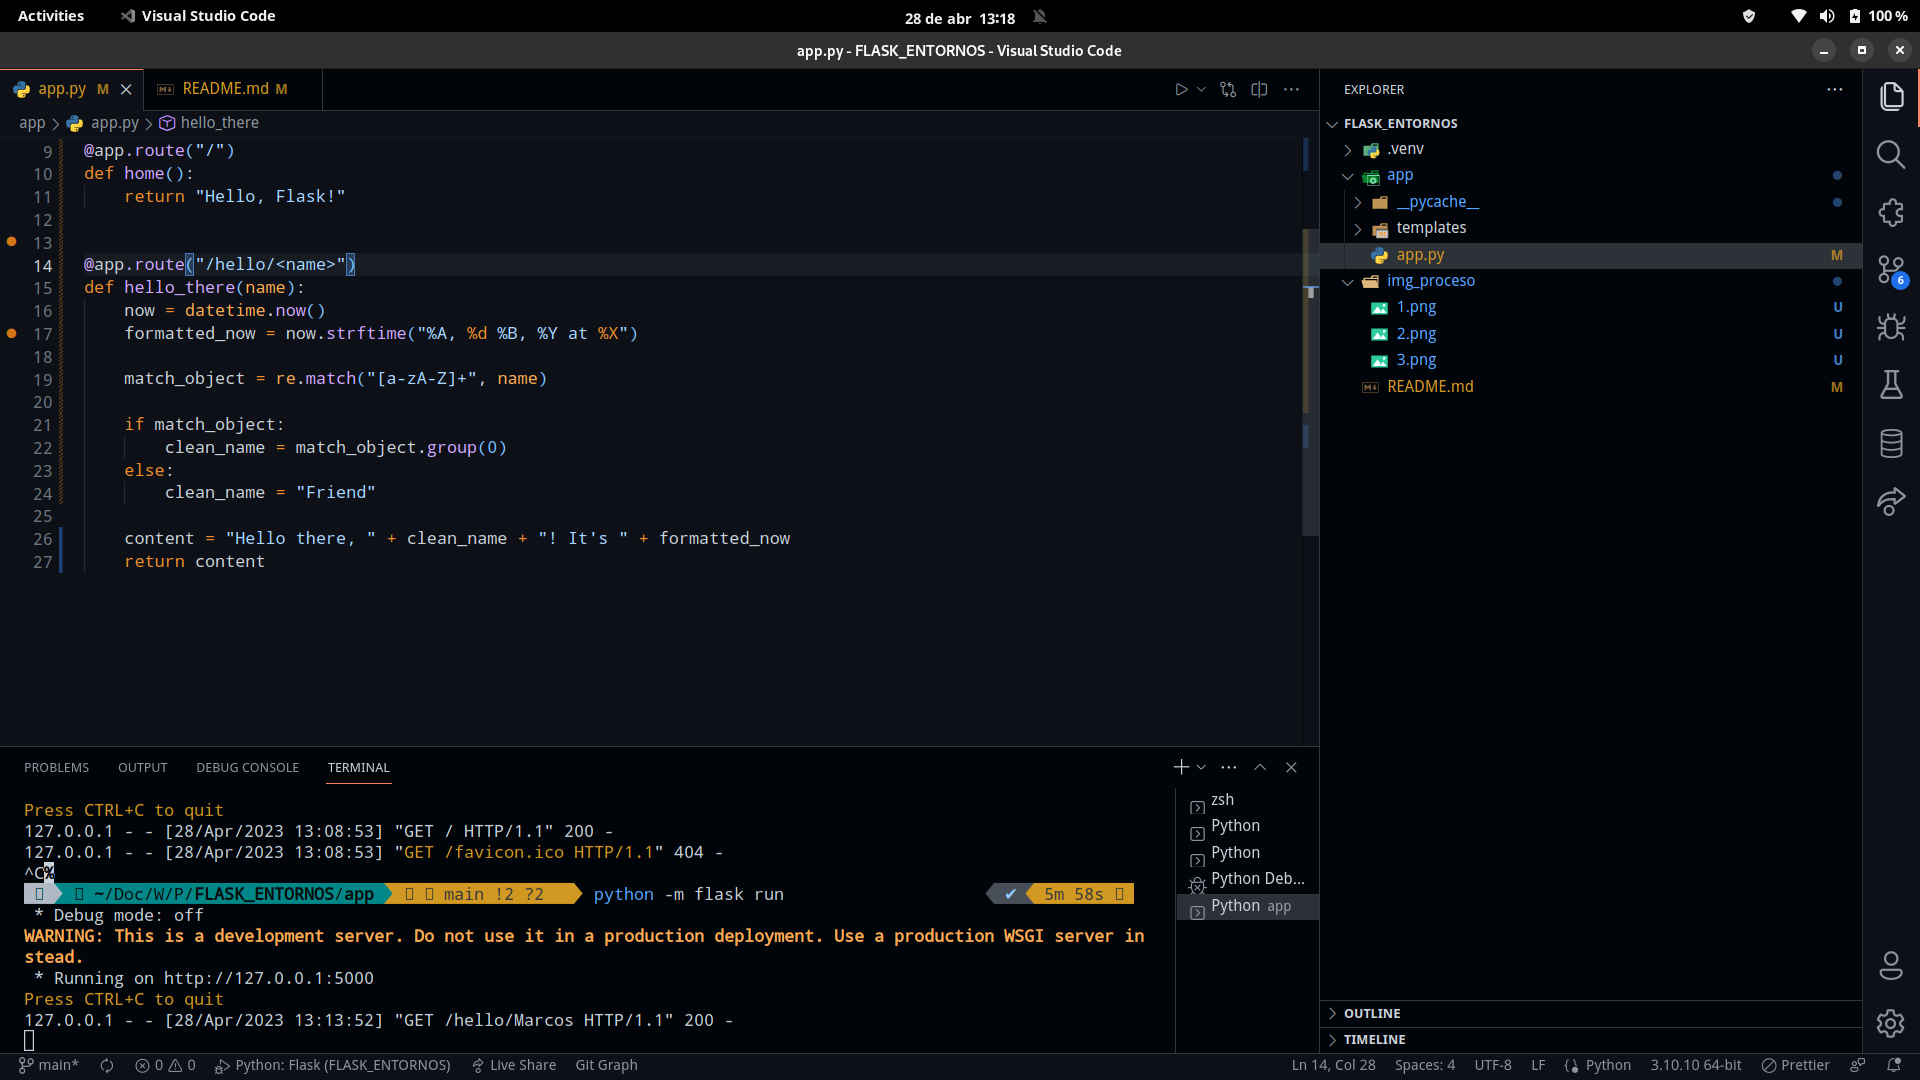 Activities
Visual Studio Code
28 de abr 13:18
100 %
app.py - FLASK_ENTORNOS - Visual Studio Code
app.py M
README.md M
app > app.py > hello_there
9 @app.route("/")
10 def home():
11 return "Hello, Flask!"
12
13
14 @app.route("/hello/<name>")
15 def hello_there(name):
16 now = datetime.now()
17 formatted_now = now.strftime("%A, %d %B, %Y at %X")
18
19 match_object = re.match("[a-zA-Z]+", name)
20
21 if match_object:
22 clean_name = match_object.group(0)
23 else:
24 clean_name = "Friend"
25
26 content = "Hello there, " + clean_name + "! It's " + formatted_now
27 return content
EXPLORER
FLASK_ENTORNOS
.venv
app
__pycache__
templates
app.py M
img_proceso
1.png U
2.png U
3.png U
README.md M
6
OUTLINE
TIMELINE
PROBLEMS
OUTPUT
DEBUG CONSOLE
TERMINAL
Press CTRL+C to quit
127.0.0.1 - - [28/Apr/2023 13:08:53] "GET / HTTP/1.1" 200 -
127.0.0.1 - - [28/Apr/2023 13:08:53] "GET /favicon.ico HTTP/1.1" 404 -
^C%
~/Doc/W/P/FLASK_ENTORNOS/app main !2 ?2 python -m flask run ✔ 5m 58s
* Debug mode: off
WARNING: This is a development server. Do not use it in a production deployment. Use a production WSGI server in
stead.
* Running on http://127.0.0.1:5000
Press CTRL+C to quit
127.0.0.1 - - [28/Apr/2023 13:13:52] "GET /hello/Marcos HTTP/1.1" 200 -
zsh
Python
Python
Python Deb...
Python app
main*
0 0
Python: Flask (FLASK_ENTORNOS)
Live Share
Git Graph
Ln 14, Col 28
Spaces: 4
UTF-8
LF
Python
3.10.10 64-bit
Prettier